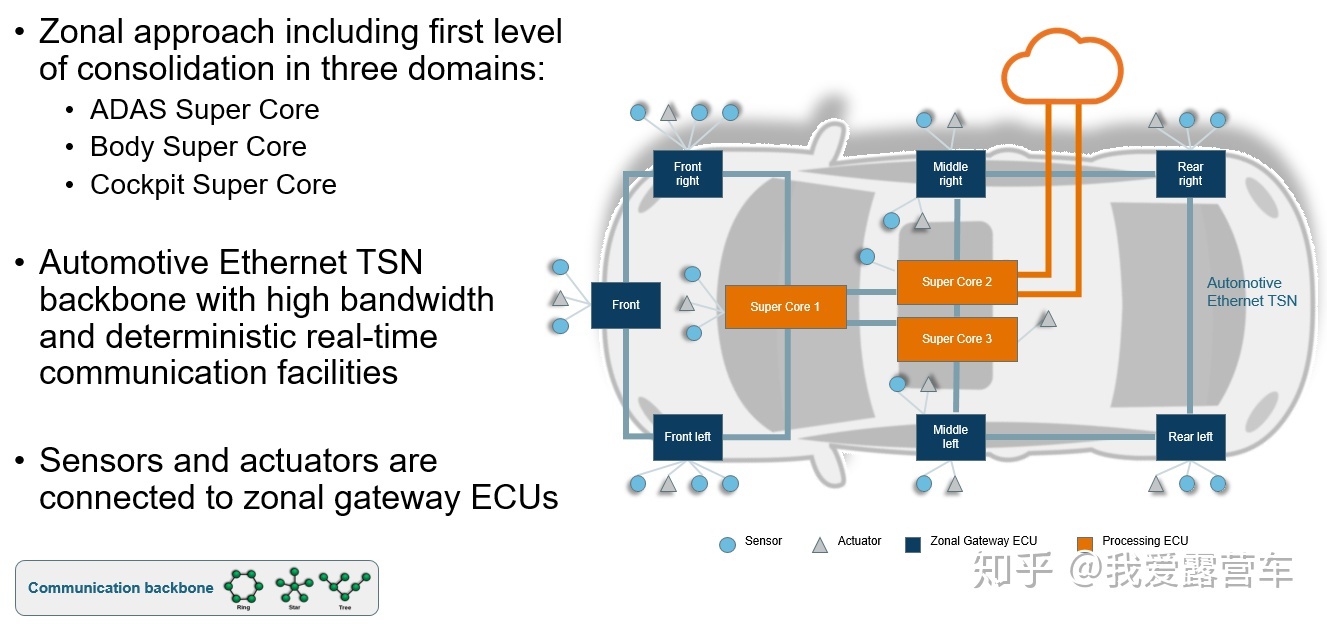 • Zonal approach including first level
of consolidation in three domains:
• ADAS Super Core
• Body Super Core
• Cockpit Super Core
• Automotive Ethernet TSN
backbone with high bandwidth
and deterministic real-time
communication facilities
• Sensors and actuators are
connected to zonal gateway ECUs
Communication backbone
Ring
Star
Tree
Front
right
Middle
right
Rear
right
Front
Super Core 1
Super Core 2
Super Core 3
Automotive
Ethernet TSN
Front left
Middle
left
Rear left
Sensor
Actuator
Zonal Gateway ECU
Processing ECU
知乎 @我爱露营车